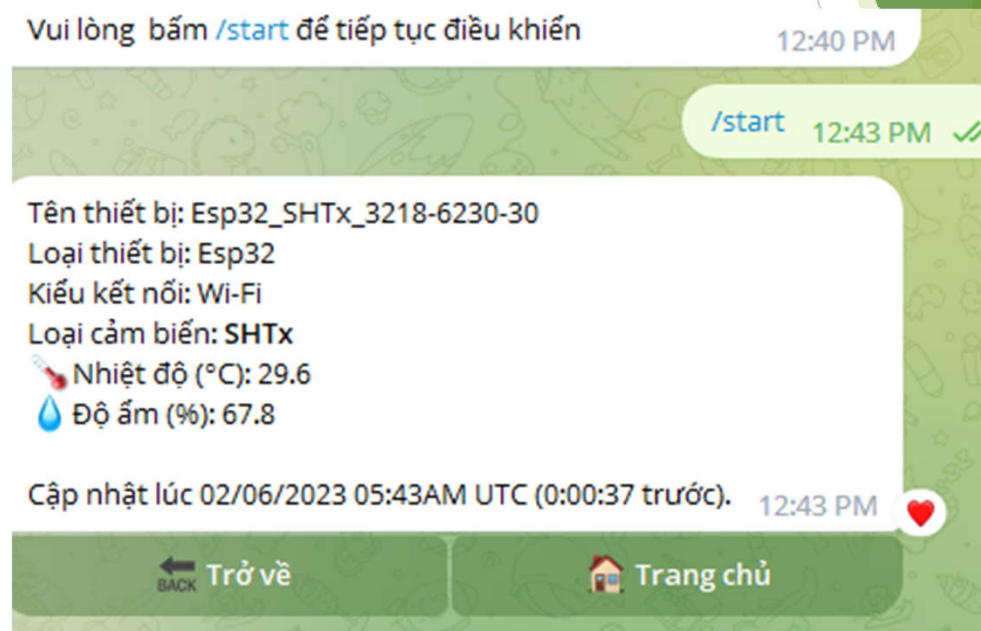 Vui lòng bấm /start để tiếp tục điều khiển
12:40 PM
/start 12:43 PM
Tên thiết bị: Esp32_SHTx_3218-6230-30
Loại thiết bị: Esp32
Kiểu kết nối: Wi-Fi
Loại cảm biến: SHTx
Nhiệt độ (°C): 29.6
Độ ẩm (%): 67.8
Cập nhật lúc 02/06/2023 05:43AM UTC (0:00:37 trước). 12:43 PM
BACK Trở về
Trang chủ